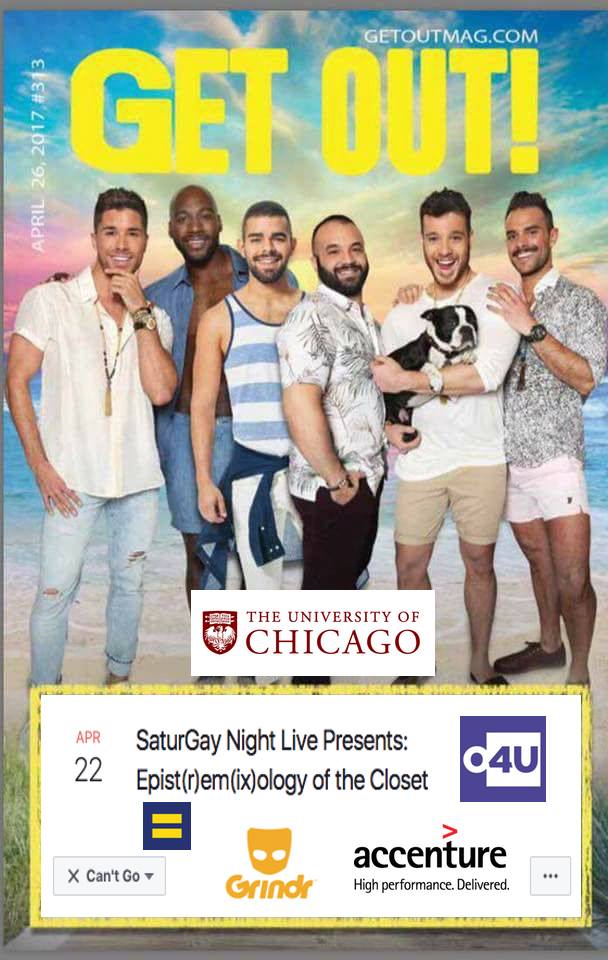 GETOUTMAG.COM
GET OUT!
APRIL 26, 2017 #313
THE UNIVERSITY OF
CHICAGO
APR
22
SaturGay Night Live Presents:
Epist(r)em(ix)ology of the Closet
O4U
Grindr
>
accenture
High performance. Delivered.
X Can't Go ▾
...